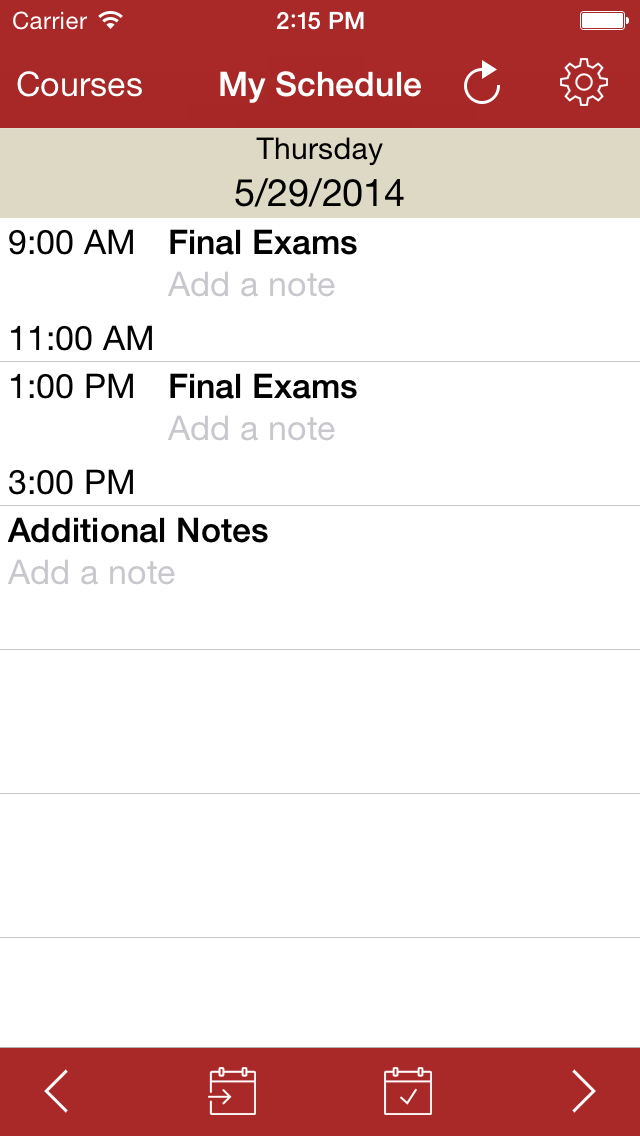 Carrier 2:15 PM
Courses My Schedule
Thursday
5/29/2014
9:00 AM Final Exams
Add a note
11:00 AM
1:00 PM Final Exams
Add a note
3:00 PM
Additional Notes
Add a note